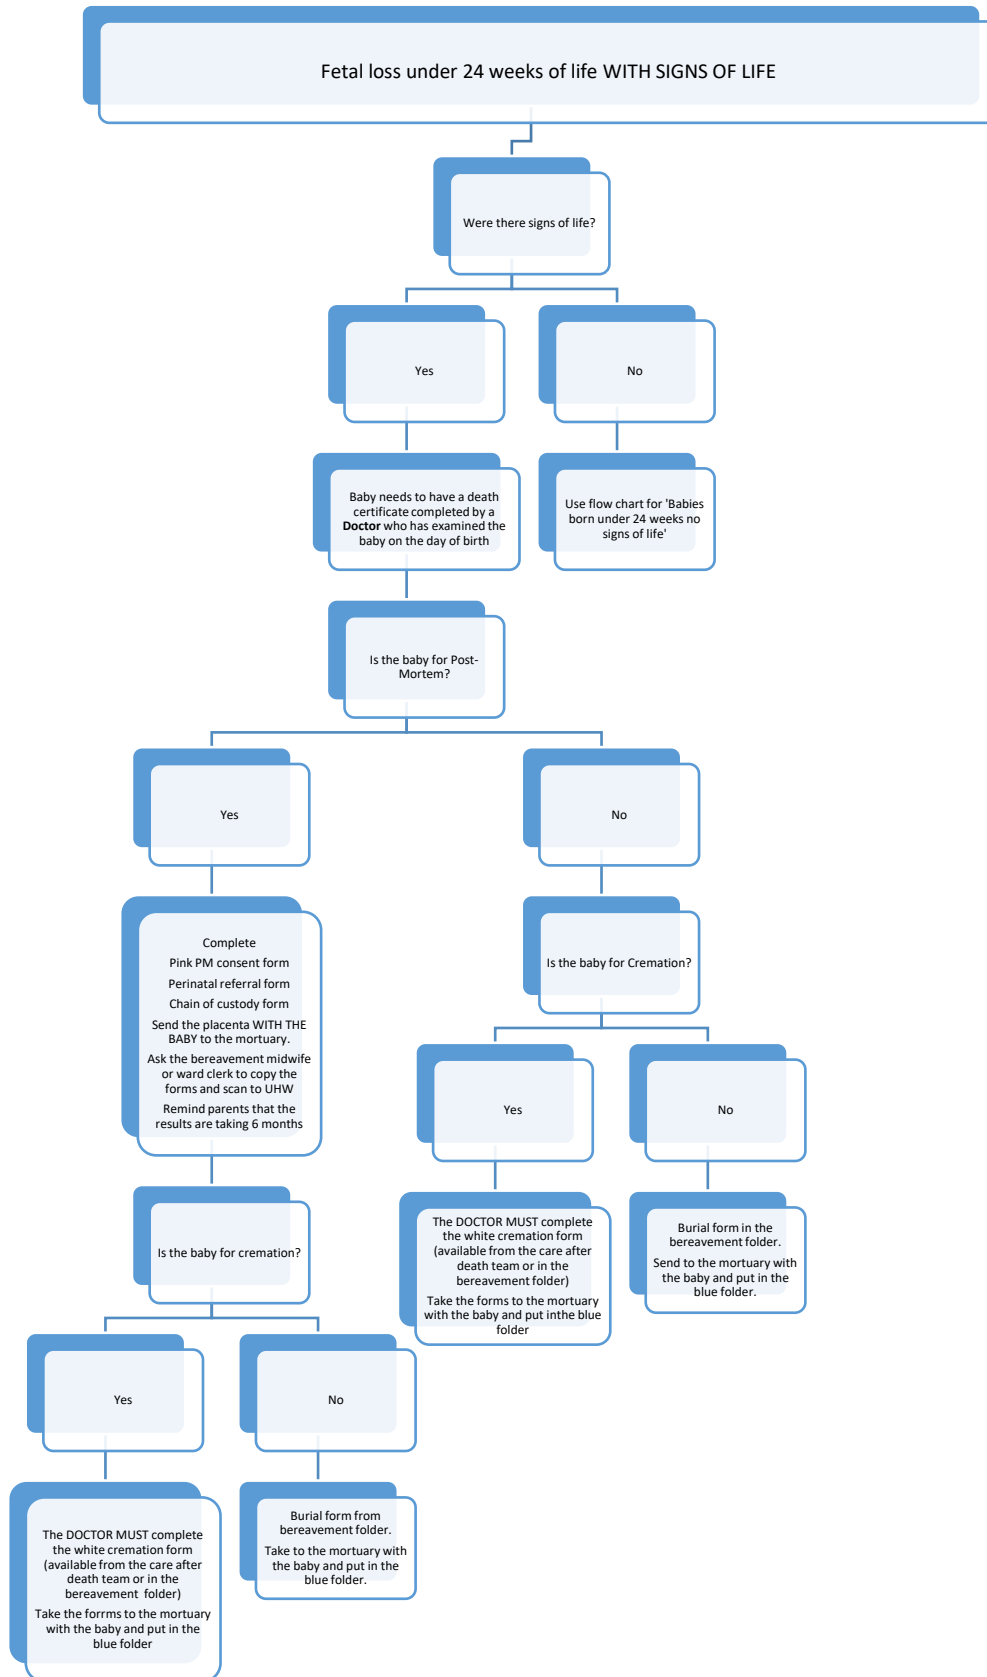 Fetal loss under 24 weeks of life WITH SIGNS OF LIFE
Were there signs of life?
Yes
No
Baby needs to have a death
certificate completed by a
Doctor who has examined the
baby on the day of birth
Use flow chart for 'Babies
born under 24 weeks no
signs of life'
Is the baby for Post-
Mortem?
Yes
No
Complete
Pink PM consent form
Perinatal referral form
Chain of custody form
Send the placenta WITH THE
BABY to the mortuary.
Ask the bereavement midwife
or ward clerk to copy the
forms and scan to UHW
Remind parents that the
results are taking 6 months
Is the baby for Cremation?
Yes
No
The DOCTOR MUST complete
the white cremation form
(available from the care after
death team or in the
bereavement folder)
Take the forms to the mortuary
with the baby and put inthe blue
folder
Burial form in the
bereavement folder.
Send to the mortuary with
the baby and put in the
blue folder.
Is the baby for cremation?
Yes
No
The DOCTOR MUST complete
the white cremation form
(available from the care after
death team or in the
bereavement folder)
Take the forrms to the mortuary
with the baby and put in the
blue folder
Burial form from
bereavement folder.
Take to the mortuary with
the baby and put in the
blue folder.